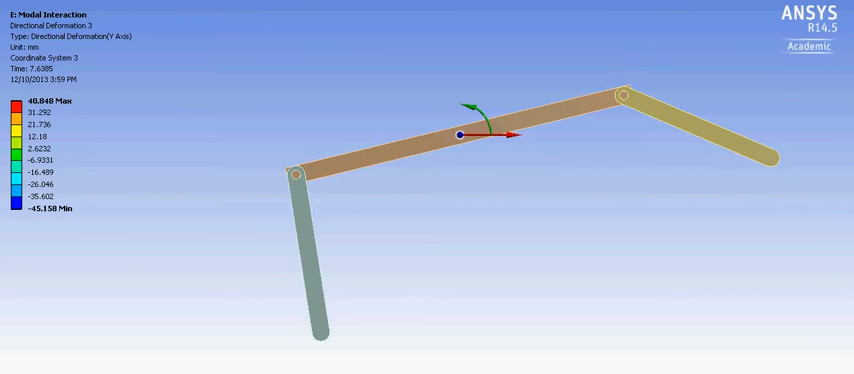 E: Modal Interaction
Directional Deformation 3
Type: Directional Deformation(Y Axis)
Unit: mm
Coordinate System 3
Time: 7.6385
12/10/2013 3:59 PM
40.848 Max
31.292
21.736
12.18
2.6232
-6.9331
-16.489
-26.046
-35.602
-45.158 Min
ANSYS
R14.5
Academic